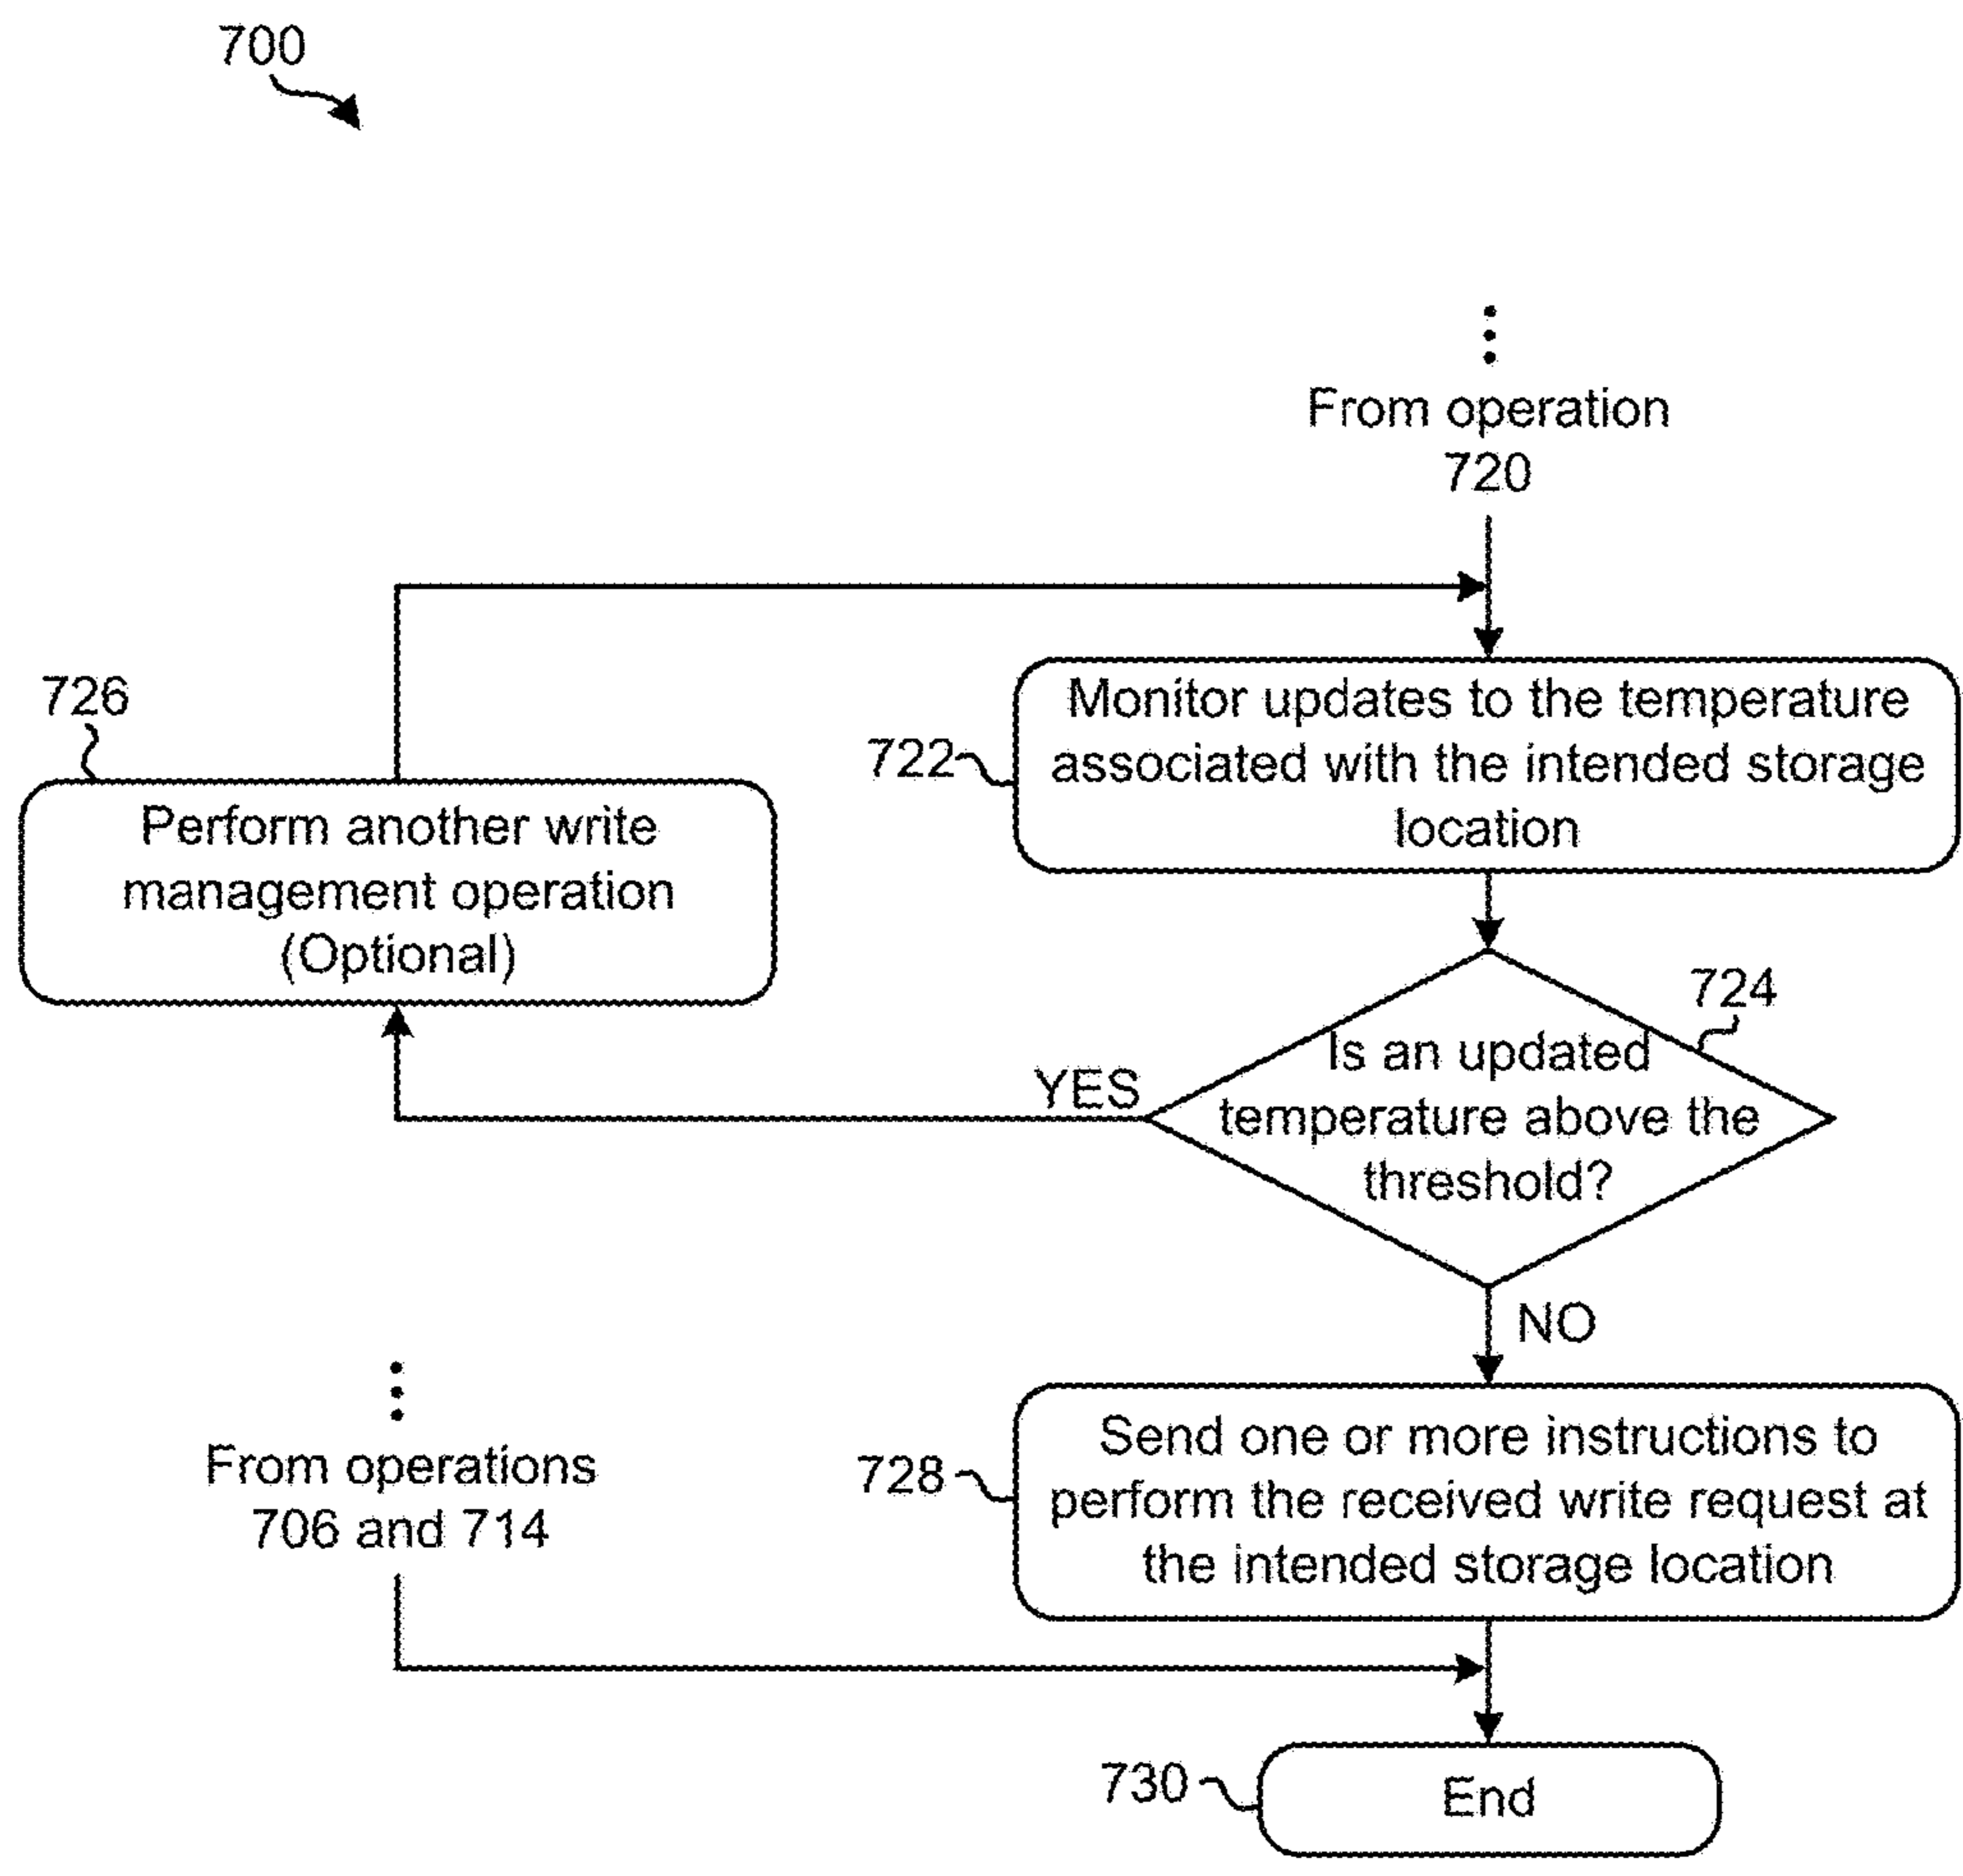 700
From operation
720
726
722
Monitor updates to the temperature
associated with the intended storage
location
Perform another write
management operation
(Optional)
724
Is an updated
temperature above the
threshold?
YES
NO
From operations
706 and 714
728
Send one or more instructions to
perform the received write request at
the intended storage location
730
End